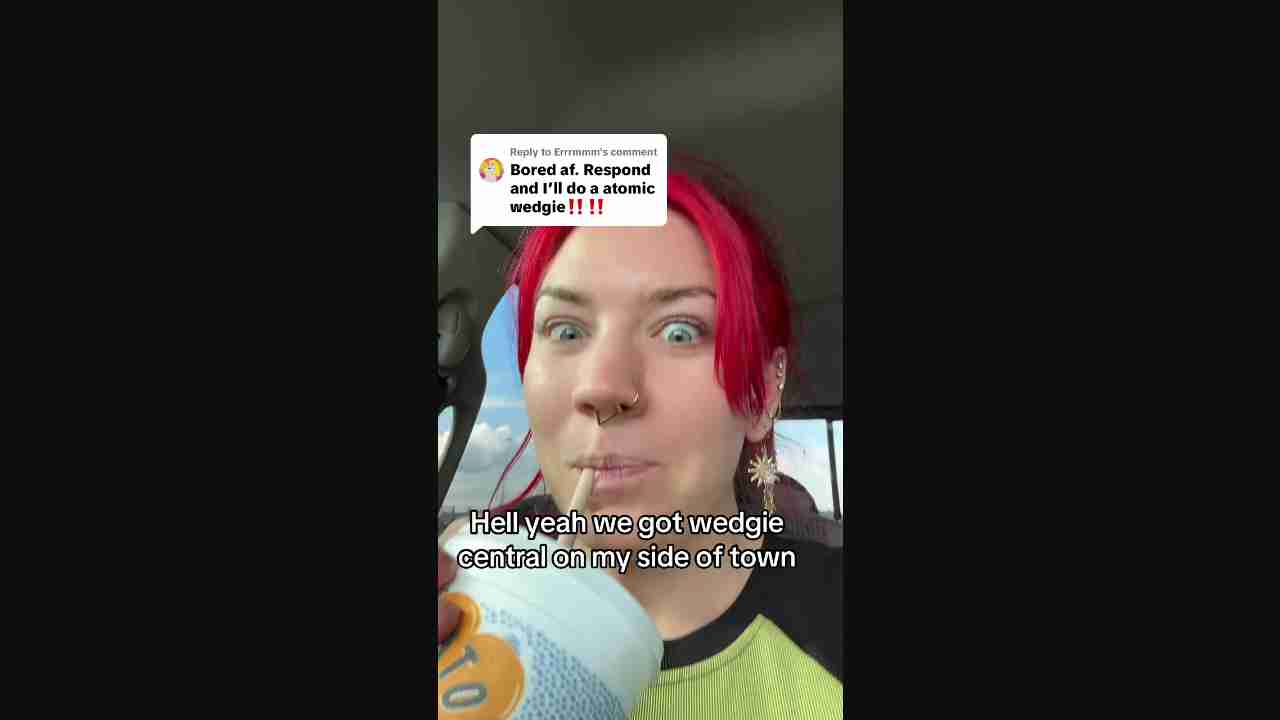 Reply to Errrmmm's comment
Bored af. Respond
and I'll do a atomic
wedgie‼️ ‼️
Hell yeah we got wedgie
central on my side of town
TO